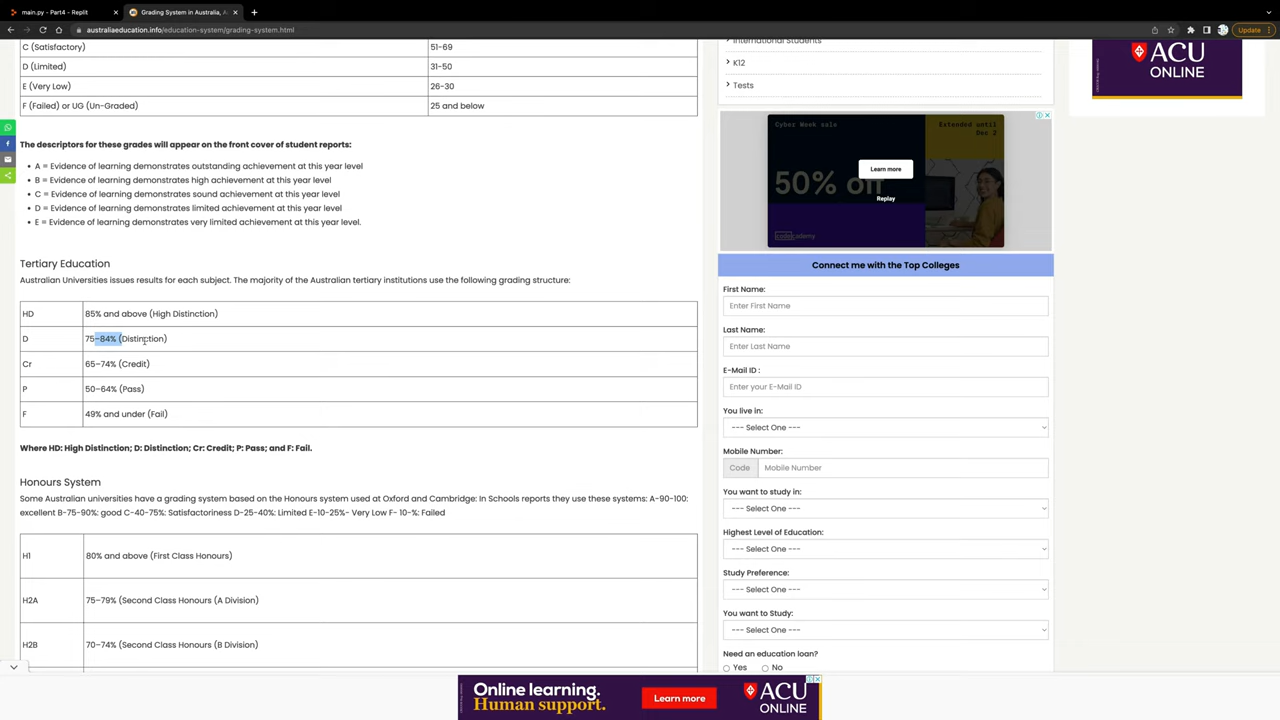 main.py - Part4 - Replit
Grading System in Australia, A
australiaeducation.info/education-system/grading-system.html
Update
C (Satisfactory) 51-69
D (Limited) 31-50
E (Very Low) 26-30
F (Failed) or UG (Un-Graded) 25 and below
The descriptors for these grades will appear on the front cover of student reports:
A = Evidence of learning demonstrates outstanding achievement at this year level
B = Evidence of learning demonstrates high achievement at this year level
C = Evidence of learning demonstrates sound achievement at this year level
D = Evidence of learning demonstrates limited achievement at this year level
E = Evidence of learning demonstrates very limited achievement at this year level.
Tertiary Education
Australian Universities issues results for each subject. The majority of the Australian tertiary institutions use the following grading structure:
HD 85% and above (High Distinction)
D 75–84% (Distinction)
Cr 65–74% (Credit)
P 50–64% (Pass)
F 49% and under (Fail)
Where HD: High Distinction; D: Distinction; Cr: Credit; P: Pass; and F: Fail.
Honours System
Some Australian universities have a grading system based on the Honours system used at Oxford and Cambridge: In Schools reports they use these systems: A-90-100:
excellent B-75-90%: good C-40-75%: Satisfactoriness D-25-40%: Limited E-10-25%- Very Low F- 10-%: Failed
H1 80% and above (First Class Honours)
H2A 75–79% (Second Class Honours (A Division)
H2B 70–74% (Second Class Honours (B Division)
International Students
K12
Tests
Cyber Week sale
Extended until
Dec 2
50% off
Learn more
Replay
codecademy
Connect me with the Top Colleges
First Name:
Enter First Name
Last Name:
Enter Last Name
E-Mail ID :
Enter your E-Mail ID
You live in:
--- Select One ---
Mobile Number:
Code Mobile Number
You want to study in:
--- Select One ---
Highest Level of Education:
--- Select One ---
Study Preference:
--- Select One ---
You want to Study:
--- Select One ---
Need an education loan?
Yes No
ACU
ONLINE
Online learning.
Human support.
Learn more
ACU
ONLINE